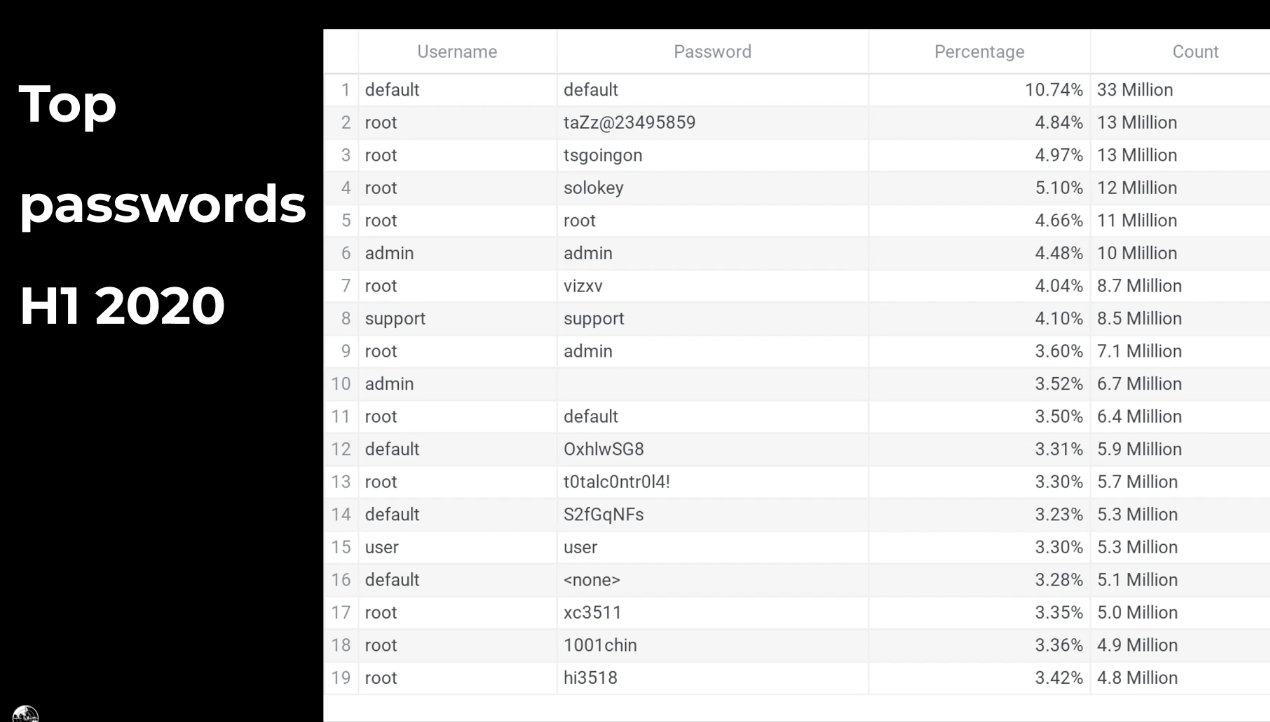 Top
passwords
H1 2020
Username Password Percentage Count
1 default default 10.74% 33 Million
2 root taZz@23495859 4.84% 13 Mlillion
3 root tsgoingon 4.97% 13 Mlillion
4 root solokey 5.10% 12 Mlillion
5 root root 4.66% 11 Mlillion
6 admin admin 4.48% 10 Mlillion
7 root vizxv 4.04% 8.7 Mlillion
8 support support 4.10% 8.5 Mlillion
9 root admin 3.60% 7.1 Mlillion
10 admin 3.52% 6.7 Mlillion
11 root default 3.50% 6.4 Mlillion
12 default OxhlwSG8 3.31% 5.9 Mlillion
13 root t0talc0ntr0l4! 3.30% 5.7 Million
14 default S2fGqNFs 3.23% 5.3 Million
15 user user 3.30% 5.3 Million
16 default <none> 3.28% 5.1 Million
17 root xc3511 3.35% 5.0 Million
18 root 1001chin 3.36% 4.9 Million
19 root hi3518 3.42% 4.8 Million